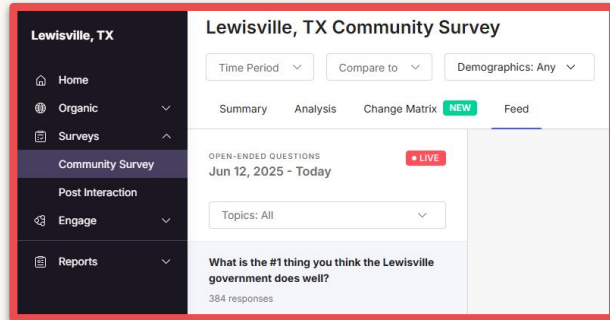 Lewisville, TX
Home
Organic
Surveys
Community Survey
Post Interaction
Engage
Reports
Lewisville, TX Community Survey
Time Period
Compare to
Demographics: Any
Summary
Analysis
Change Matrix NEW
Feed
OPEN-ENDED QUESTIONS
LIVE
Jun 12, 2025 - Today
Topics: All
What is the #1 thing you think the Lewisville
government does well?
384 responses